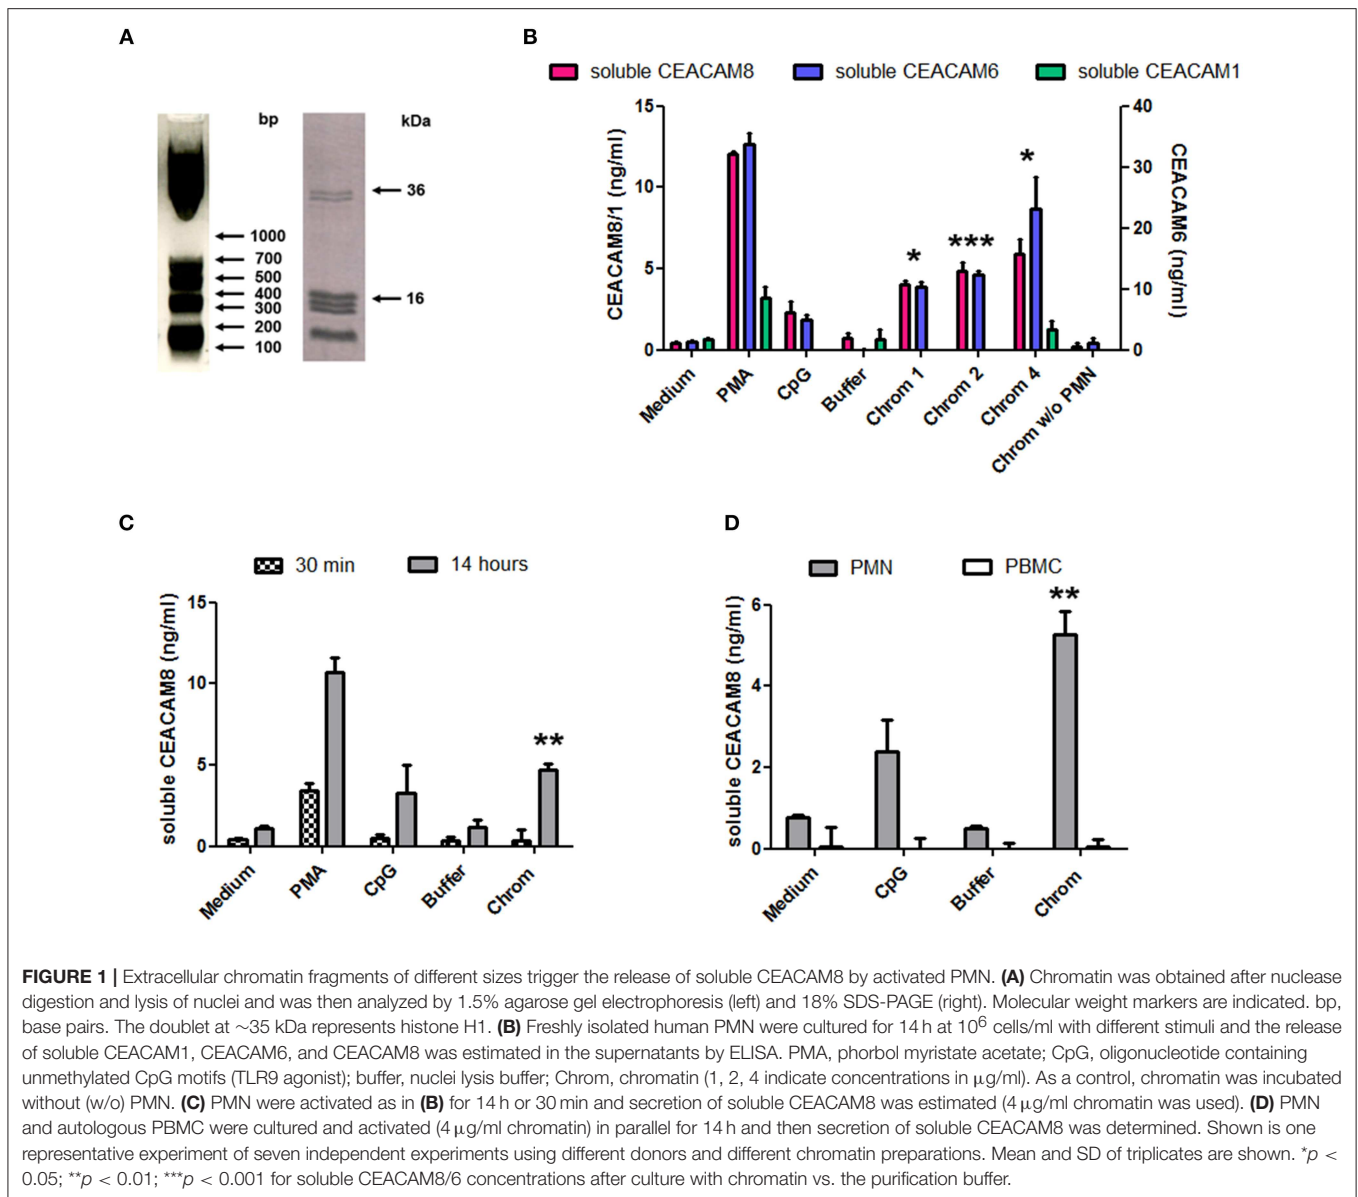 A
bp
kDa
36
1000
700
500
400
300
200
100
16
B
soluble CEACAM8 soluble CEACAM6 soluble CEACAM1
CEACAM8/1 (ng/ml)
15
10
5
0
* *** *
40
30
20
10
0
CEACAM6 (ng/ml)
Medium PMA CpG Buffer Chrom 1 Chrom 2 Chrom 4 Chrom w/o PMN
C
30 min 14 hours
soluble CEACAM8 (ng/ml)
15
10
5
0
**
Medium PMA CpG Buffer Chrom
D
PMN PBMC
soluble CEACAM8 (ng/ml)
6
4
2
0
**
Medium CpG Buffer Chrom
FIGURE 1 | Extracellular chromatin fragments of different sizes trigger the release of soluble CEACAM8 by activated PMN. (A) Chromatin was obtained after nuclease
digestion and lysis of nuclei and was then analyzed by 1.5% agarose gel electrophoresis (left) and 18% SDS-PAGE (right). Molecular weight markers are indicated. bp,
base pairs. The doublet at ~35 kDa represents histone H1. (B) Freshly isolated human PMN were cultured for 14 h at 10⁶ cells/ml with different stimuli and the release
of soluble CEACAM1, CEACAM6, and CEACAM8 was estimated in the supernatants by ELISA. PMA, phorbol myristate acetate; CpG, oligonucleotide containing
unmethylated CpG motifs (TLR9 agonist); buffer, nuclei lysis buffer; Chrom, chromatin (1, 2, 4 indicate concentrations in μg/ml). As a control, chromatin was incubated
without (w/o) PMN. (C) PMN were activated as in (B) for 14 h or 30 min and secretion of soluble CEACAM8 was estimated (4 μg/ml chromatin was used). (D) PMN
and autologous PBMC were cultured and activated (4 μg/ml chromatin) in parallel for 14 h and then secretion of soluble CEACAM8 was determined. Shown is one
representative experiment of seven independent experiments using different donors and different chromatin preparations. Mean and SD of triplicates are shown. *p <
0.05; **p < 0.01; ***p < 0.001 for soluble CEACAM8/6 concentrations after culture with chromatin vs. the purification buffer.